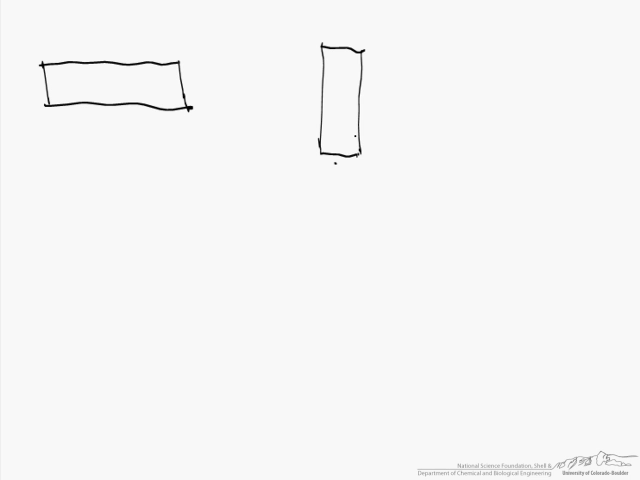 National Science Foundation, Shell &
Department of Chemical and Biological Engineering
University of Colorado-Boulder